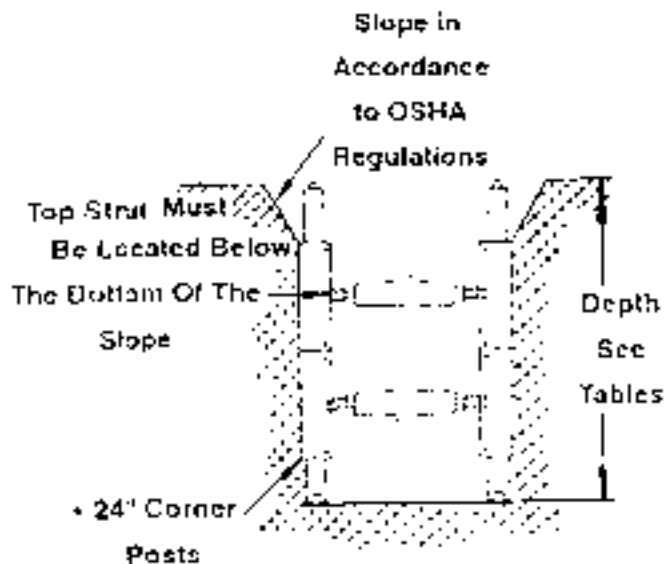 Slope in
Accordance
to OSHA
Regulations
Top Strut Must
Be Located Below
The Bottom Of The
Slope
Depth
See
Tables
* 24" Corner
Posts